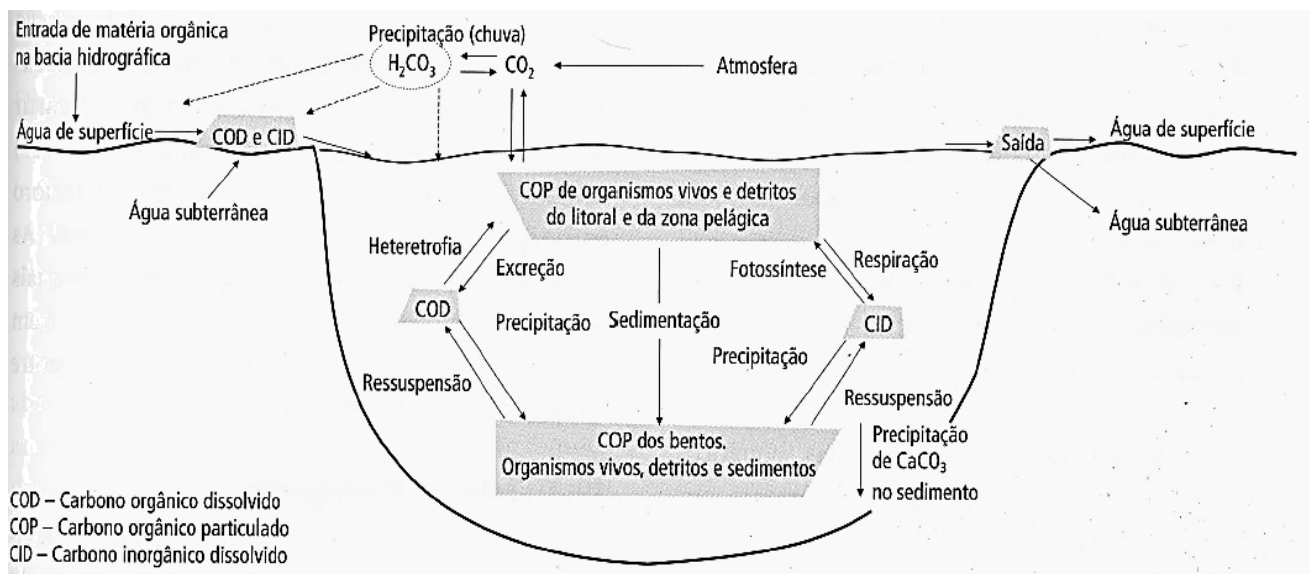 Entrada de matéria orgânica
na bacia hidrográfica
Precipitação (chuva)
H₂CO₃
CO₂
Atmosfera
Água de superfície
COD e CID
Saída
Água de superfície
Água subterrânea
Água subterrânea
COP de organismos vivos e detritos
do litoral e da zona pelágica
Heteretrofia
Excreção
Fotossíntese
Respiração
COD
CID
Precipitação
Sedimentação
Precipitação
Ressuspensão
Ressuspensão
COP dos bentos.
Organismos vivos, detritos e sedimentos
Precipitação
de CaCO₃
no sedimento
COD – Carbono orgânico dissolvido
COP – Carbono orgânico particulado
CID – Carbono inorgânico dissolvido